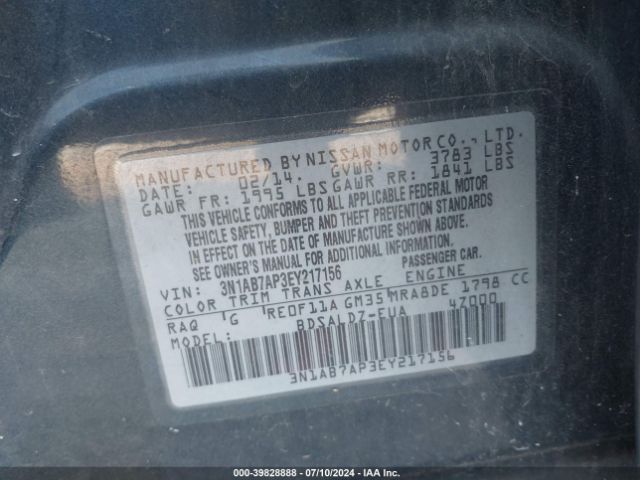 MANUFACTURED BY NISSAN MOTOR CO., LTD.
DATE: 02/14. GVWR: 3783 LBS
GAWR FR: 1995 LBS GAWR RR: 1841 LBS
THIS VEHICLE CONFORMS TO ALL APPLICABLE FEDERAL MOTOR
VEHICLE SAFETY, BUMPER AND THEFT PREVENTION STANDARDS
IN EFFECT ON THE DATE OF MANUFACTURE SHOWN ABOVE.
SEE OWNER'S MANUAL FOR ADDITIONAL INFORMATION.
VIN: 3N1AB7AP3EY217156 PASSENGER CAR.
COLOR TRIM TRANS AXLE ENGINE
RAQ G RE0F11A GM35 MRA8DE 1798 CC
MODEL: BDSALDZ-EUA 47000
3N1AB7AP3EY217156
000-39828888 - 07/10/2024 - IAA Inc.